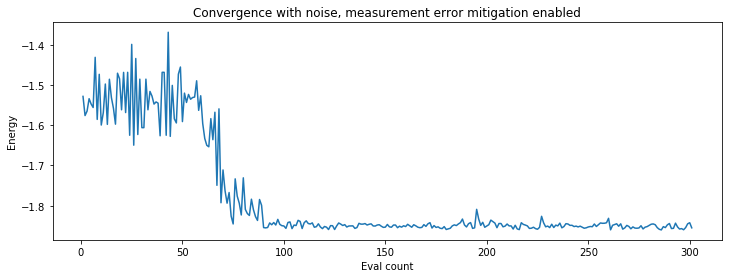 Convergence with noise, measurement error mitigation enabled
−1.4
−1.5
−1.6
−1.7
−1.8
Energy
0 50 100 150 200 250 300
Eval count